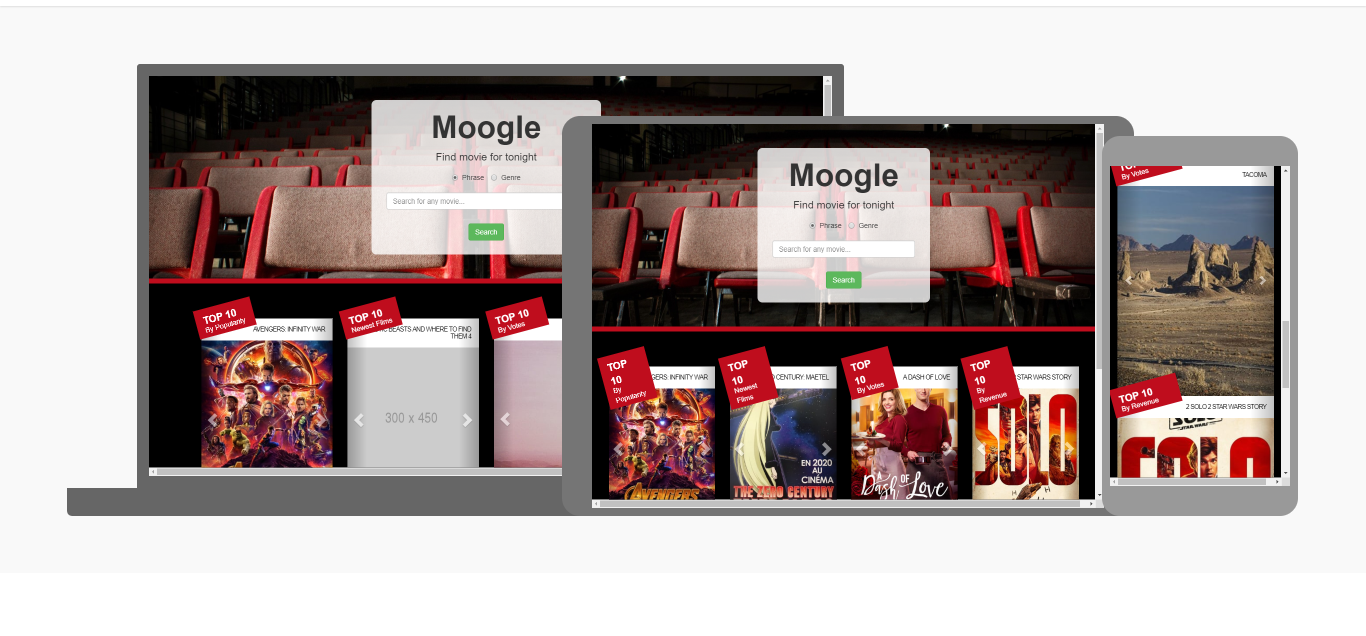 Moogle
Find movie for tonight
Phrase Genre
Search for any movie...
Search
TOP 10
By Popularity
AVENGERS: INFINITY WAR
TOP 10
Newest Films
BEASTS AND WHERE TO FIND
THEM 4
300 x 450
TOP 10
By Votes
Moogle
Find movie for tonight
Phrase Genre
Search for any movie...
Search
TOP
10
By
Popularity
GERS: INFINITY WAR
AVENGERS
TOP
10
Newest
Films
CENTURY: MAETEL
EN 2020
AU
CINÉMA
THE 2ND CENTURY
TOP
10
By Votes
A DASH OF LOVE
A
Dash of Love
TOP
10
By
Revenue
STAR WARS STORY
SOLO
TOP 10
By Votes
TACOMA
TOP 10
By Revenue
2 SOLO 2 STAR WARS STORY
SOLO
STAR WARS
SOLO